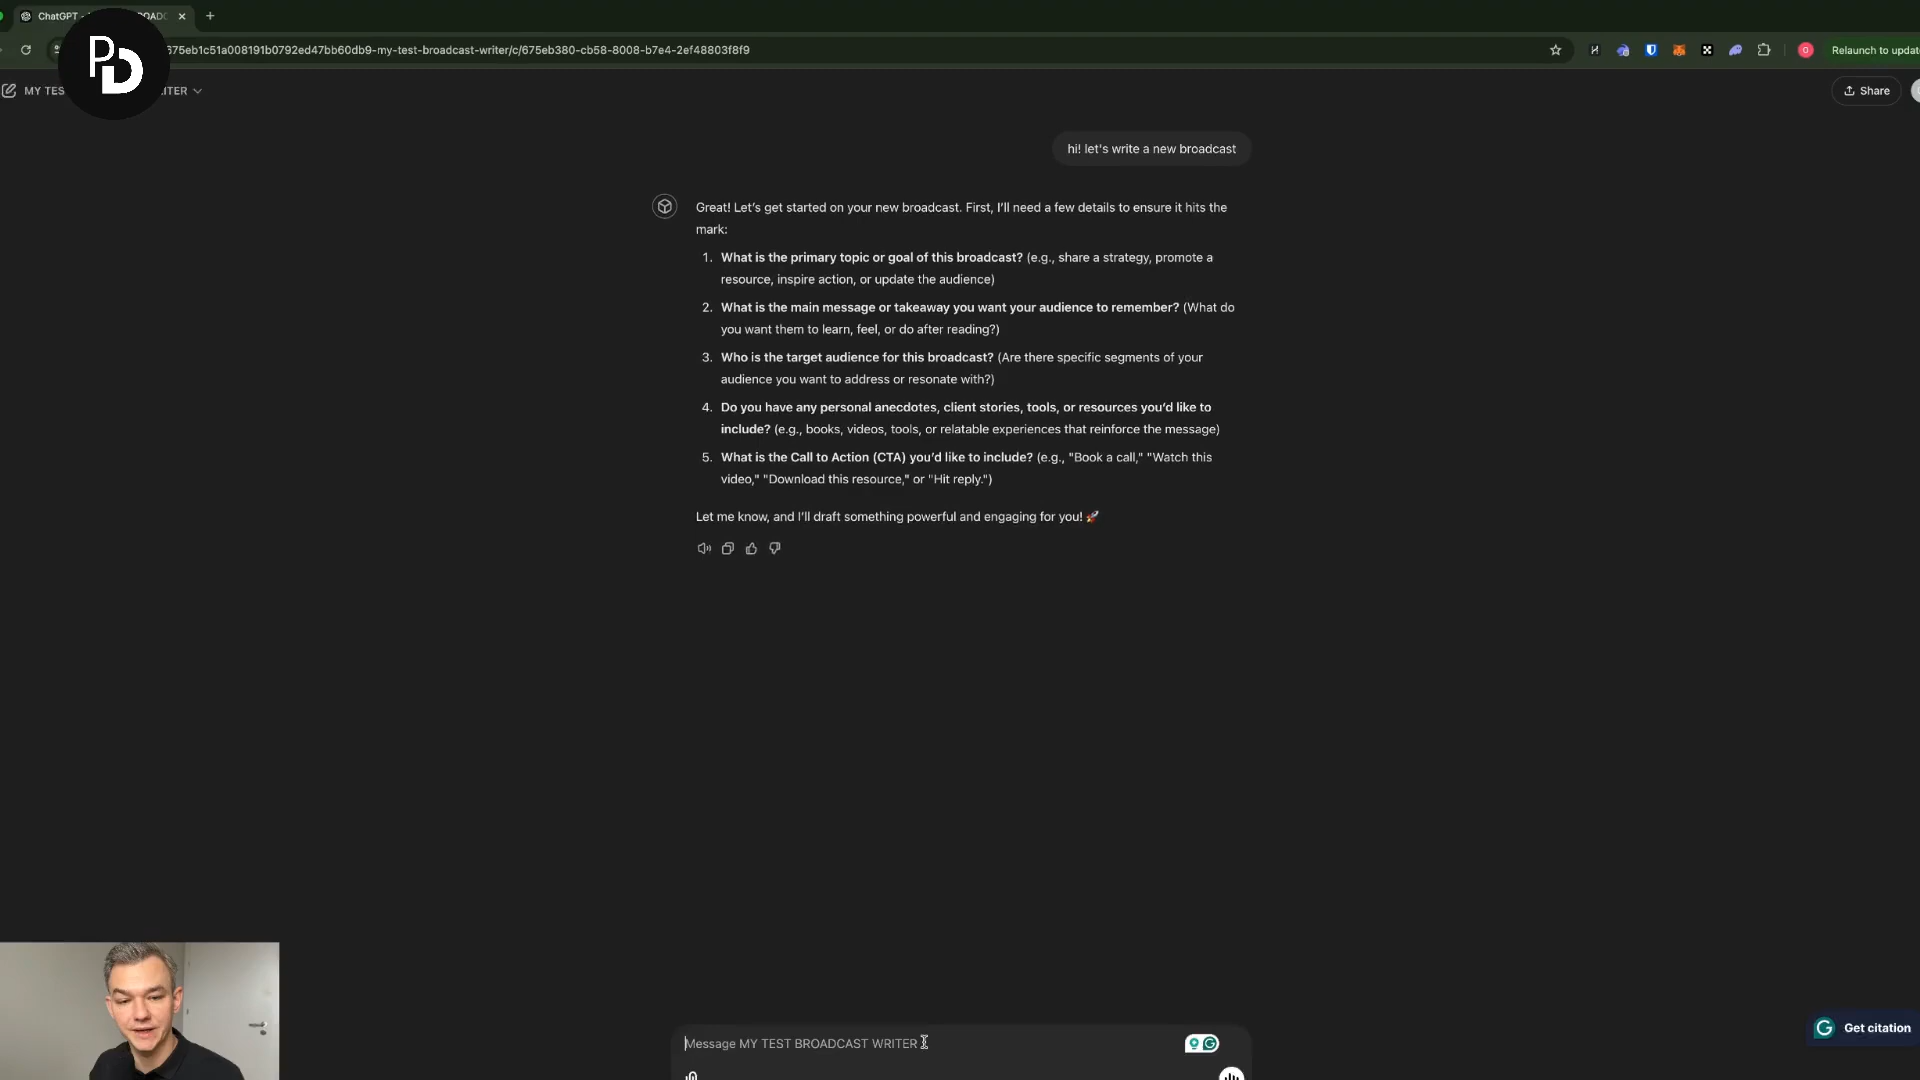 ChatGPT -
OADC
675eb1c51a008191b0792ed47bb60db9-my-test-broadcast-writer/c/675eb380-cb58-8008-b7e4-2ef48803f8f9
Relaunch to update
PD
MY TES
ITER
Share
hi! let's write a new broadcast
Great! Let's get started on your new broadcast. First, I'll need a few details to ensure it hits the
mark:
1. What is the primary topic or goal of this broadcast? (e.g., share a strategy, promote a
resource, inspire action, or update the audience)
2. What is the main message or takeaway you want your audience to remember? (What do
you want them to learn, feel, or do after reading?)
3. Who is the target audience for this broadcast? (Are there specific segments of your
audience you want to address or resonate with?)
4. Do you have any personal anecdotes, client stories, tools, or resources you'd like to
include? (e.g., books, videos, tools, or relatable experiences that reinforce the message)
5. What is the Call to Action (CTA) you'd like to include? (e.g., "Book a call," "Watch this
video," "Download this resource," or "Hit reply.")
Let me know, and I'll draft something powerful and engaging for you! 🚀
Message MY TEST BROADCAST WRITER
Get citation